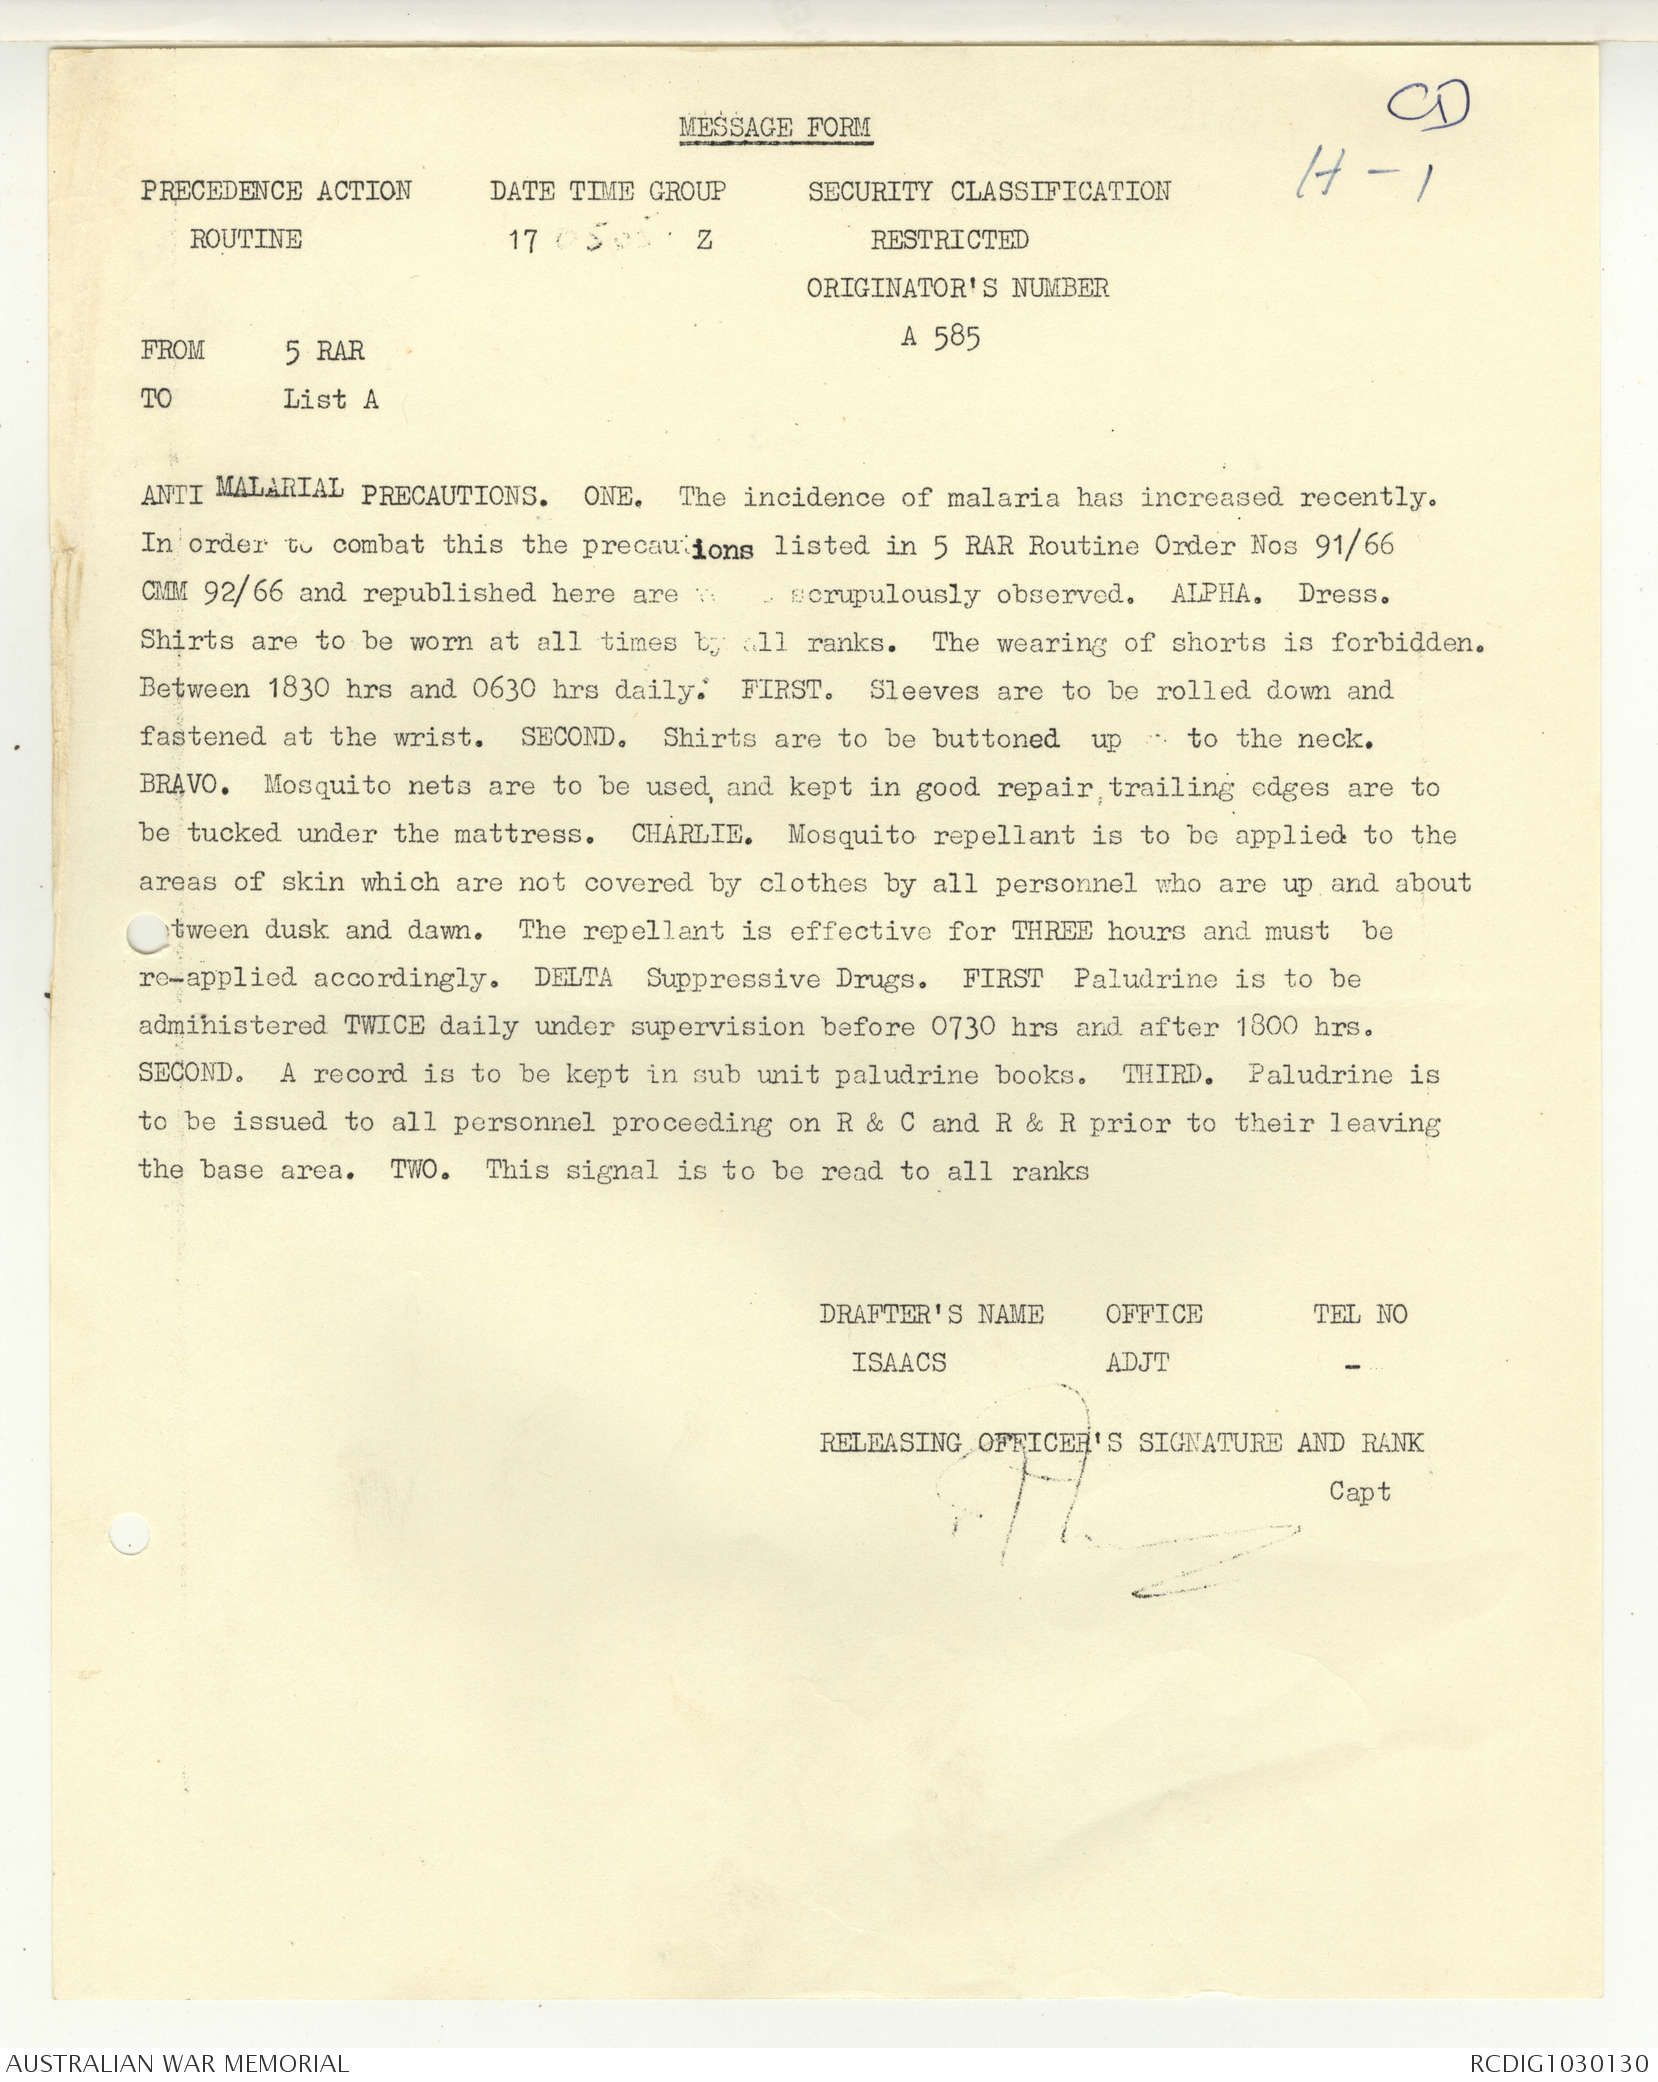 CD
MESSAGE FORM
H - 1
PRECEDENCE ACTION DATE TIME GROUP SECURITY CLASSIFICATION
ROUTINE 17 Z RESTRICTED
ORIGINATOR'S NUMBER
A 585
FROM 5 RAR
TO List A
ANTI MALARIAL PRECAUTIONS. ONE. The incidence of malaria has increased recently.
In order to combat this the precautions listed in 5 RAR Routine Order Nos 91/66
CMM 92/66 and republished here are scrupulously observed. ALPHA. Dress.
Shirts are to be worn at all times by all ranks. The wearing of shorts is forbidden.
Between 1830 hrs and 0630 hrs daily: FIRST. Sleeves are to be rolled down and
fastened at the wrist. SECOND. Shirts are to be buttoned up to the neck.
BRAVO. Mosquito nets are to be used, and kept in good repair, trailing edges are to
be tucked under the mattress. CHARLIE. Mosquito repellant is to be applied to the
areas of skin which are not covered by clothes by all personnel who are up and about
tween dusk and dawn. The repellant is effective for THREE hours and must be
re-applied accordingly. DELTA Suppressive Drugs. FIRST Paludrine is to be
administered TWICE daily under supervision before 0730 hrs and after 1800 hrs.
SECOND. A record is to be kept in sub unit paludrine books. THIRD. Paludrine is
to be issued to all personnel proceeding on R & C and R & R prior to their leaving
the base area. TWO. This signal is to be read to all ranks
DRAFTER'S NAME OFFICE TEL NO
ISAACS ADJT -
RELEASING OFFICER'S SIGNATURE AND RANK
Capt
AUSTRALIAN WAR MEMORIAL RCDIG1030130